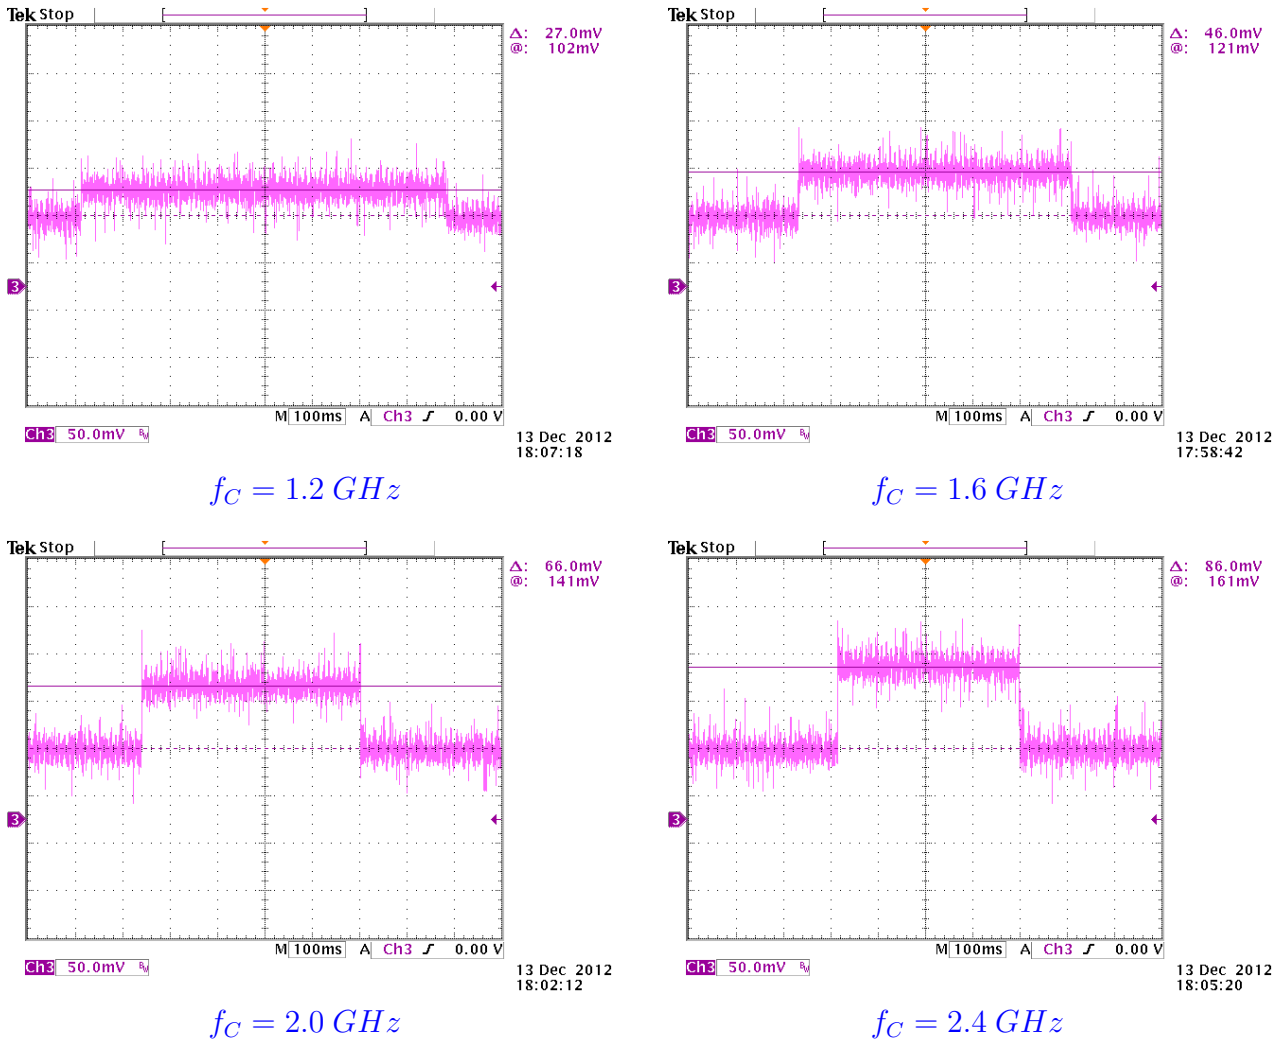 Tek Stop
Δ: 27.0mV
@: 102mV
3
M 100ms A Ch3 ƒ 0.00 V
Ch3 50.0mV BW
13 Dec 2012
18:07:18
f_C = 1.2 GHz
Tek Stop
Δ: 46.0mV
@: 121mV
3
M 100ms A Ch3 ƒ 0.00 V
Ch3 50.0mV BW
13 Dec 2012
17:58:42
f_C = 1.6 GHz
Tek Stop
Δ: 66.0mV
@: 141mV
3
M 100ms A Ch3 ƒ 0.00 V
Ch3 50.0mV BW
13 Dec 2012
18:02:12
f_C = 2.0 GHz
Tek Stop
Δ: 86.0mV
@: 161mV
3
M 100ms A Ch3 ƒ 0.00 V
Ch3 50.0mV BW
13 Dec 2012
18:05:20
f_C = 2.4 GHz